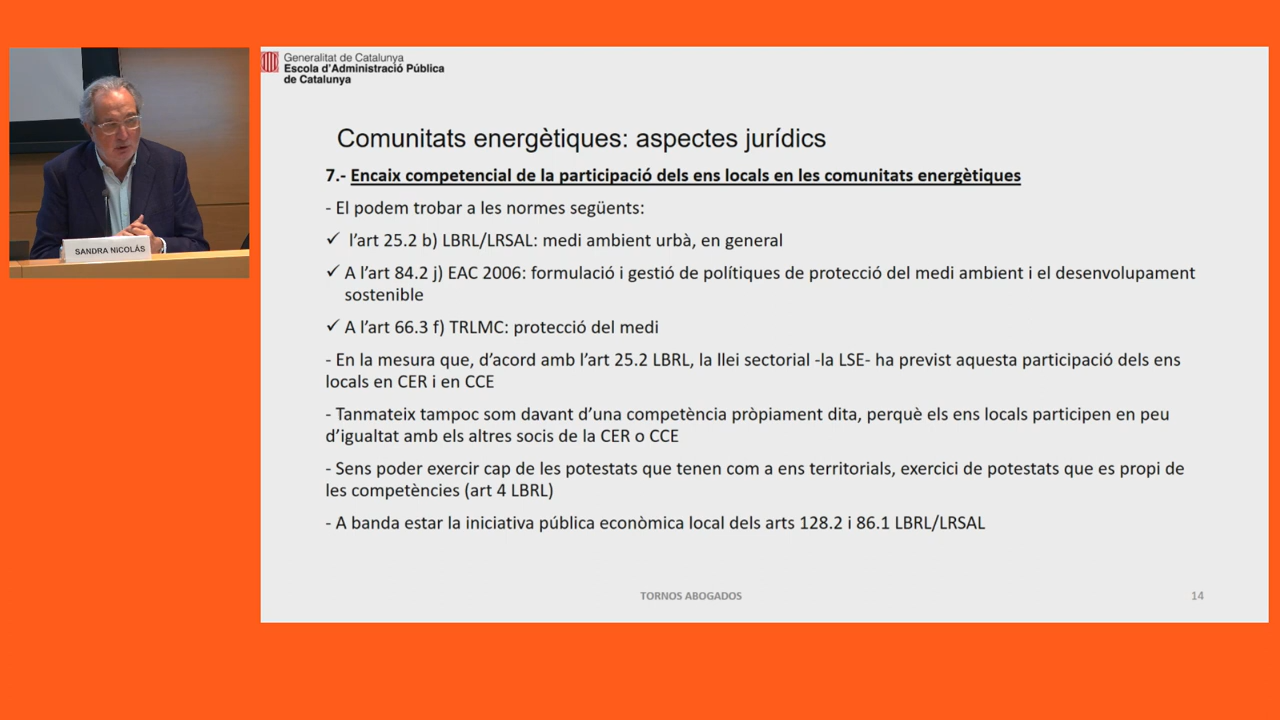 Generalitat de Catalunya
Escola d'Administració Pública
de Catalunya
SANDRA NICOLÁS
Comunitats energètiques: aspectes jurídics
7.- Encaix competencial de la participació dels ens locals en les comunitats energètiques
- El podem trobar a les normes següents:
✓ l'art 25.2 b) LBRL/LRSAL: medi ambient urbà, en general
✓ A l'art 84.2 j) EAC 2006: formulació i gestió de polítiques de protecció del medi ambient i el desenvolupament
sostenible
✓ A l'art 66.3 f) TRLMC: protecció del medi
- En la mesura que, d'acord amb l'art 25.2 LBRL, la llei sectorial -la LSE- ha previst aquesta participació dels ens
locals en CER i en CCE
- Tanmateix tampoc som davant d'una competència pròpiament dita, perquè els ens locals participen en peu
d'igualtat amb els altres socis de la CER o CCE
- Sens poder exercir cap de les potestats que tenen com a ens territorials, exercici de potestats que es propi de
les competències (art 4 LBRL)
- A banda estar la iniciativa pública econòmica local dels arts 128.2 i 86.1 LBRL/LRSAL
TORNOS ABOGADOS
14